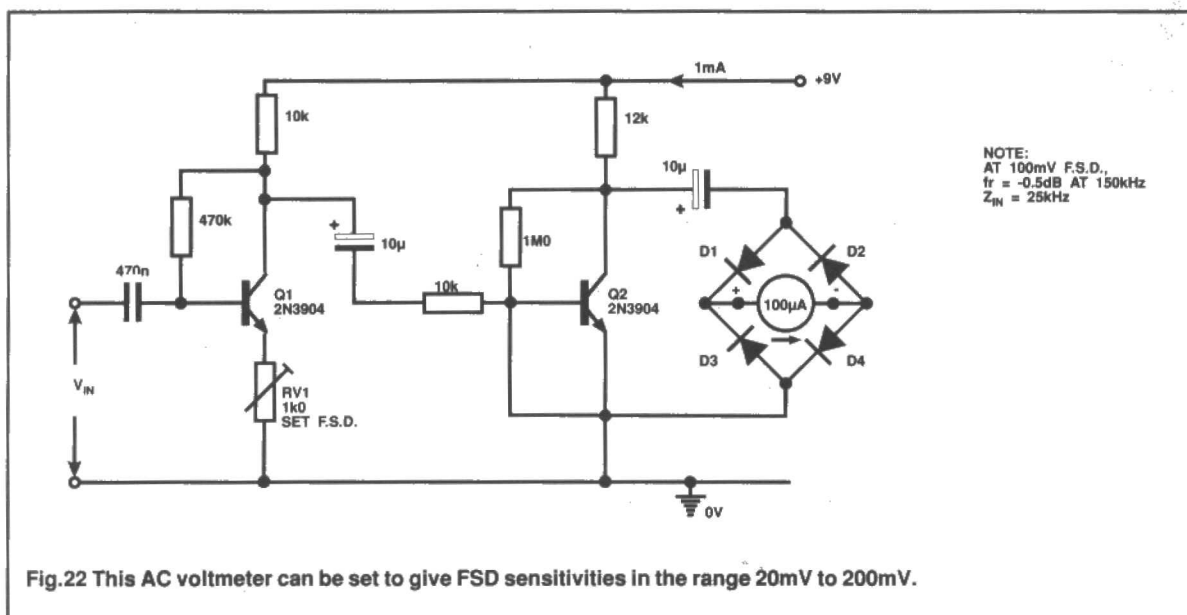 1mA
+9V
10k
12k
10µ
+
NOTE:
AT 100mV F.S.D.,
fr = -0.5dB AT 150kHz
Z_IN = 25kHz
470k
+
10µ
1M0
D1
D2
470n
10k
Q1
2N3904
Q2
2N3904
+
100µA
-
D3
D4
V_IN
RV1
1k0
SET F.S.D.
0V
Fig.22 This AC voltmeter can be set to give FSD sensitivities in the range 20mV to 200mV.